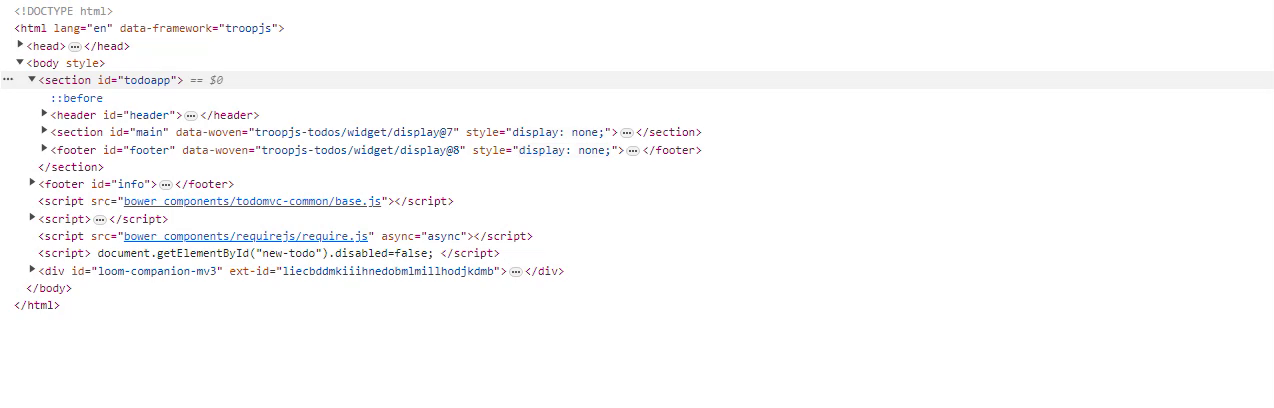 <!DOCTYPE html>
<html lang="en" data-framework="troopjs">
<head>…</head>
<body style>
… <section id="todoapp"> == $0
::before
<header id="header">…</header>
<section id="main" data-woven="troopjs-todos/widget/display@7" style="display: none;">…</section>
<footer id="footer" data-woven="troopjs-todos/widget/display@8" style="display: none;">…</footer>
</section>
<footer id="info">…</footer>
<script src="bower_components/todomvc-common/base.js"></script>
<script>…</script>
<script src="bower_components/requirejs/require.js" async="async"></script>
<script> document.getElementById("new-todo").disabled=false; </script>
<div id="loom-companion-mv3" ext-id="liecbddmkiiihnedobmlmillhodjkdmb">…</div>
</body>
</html>